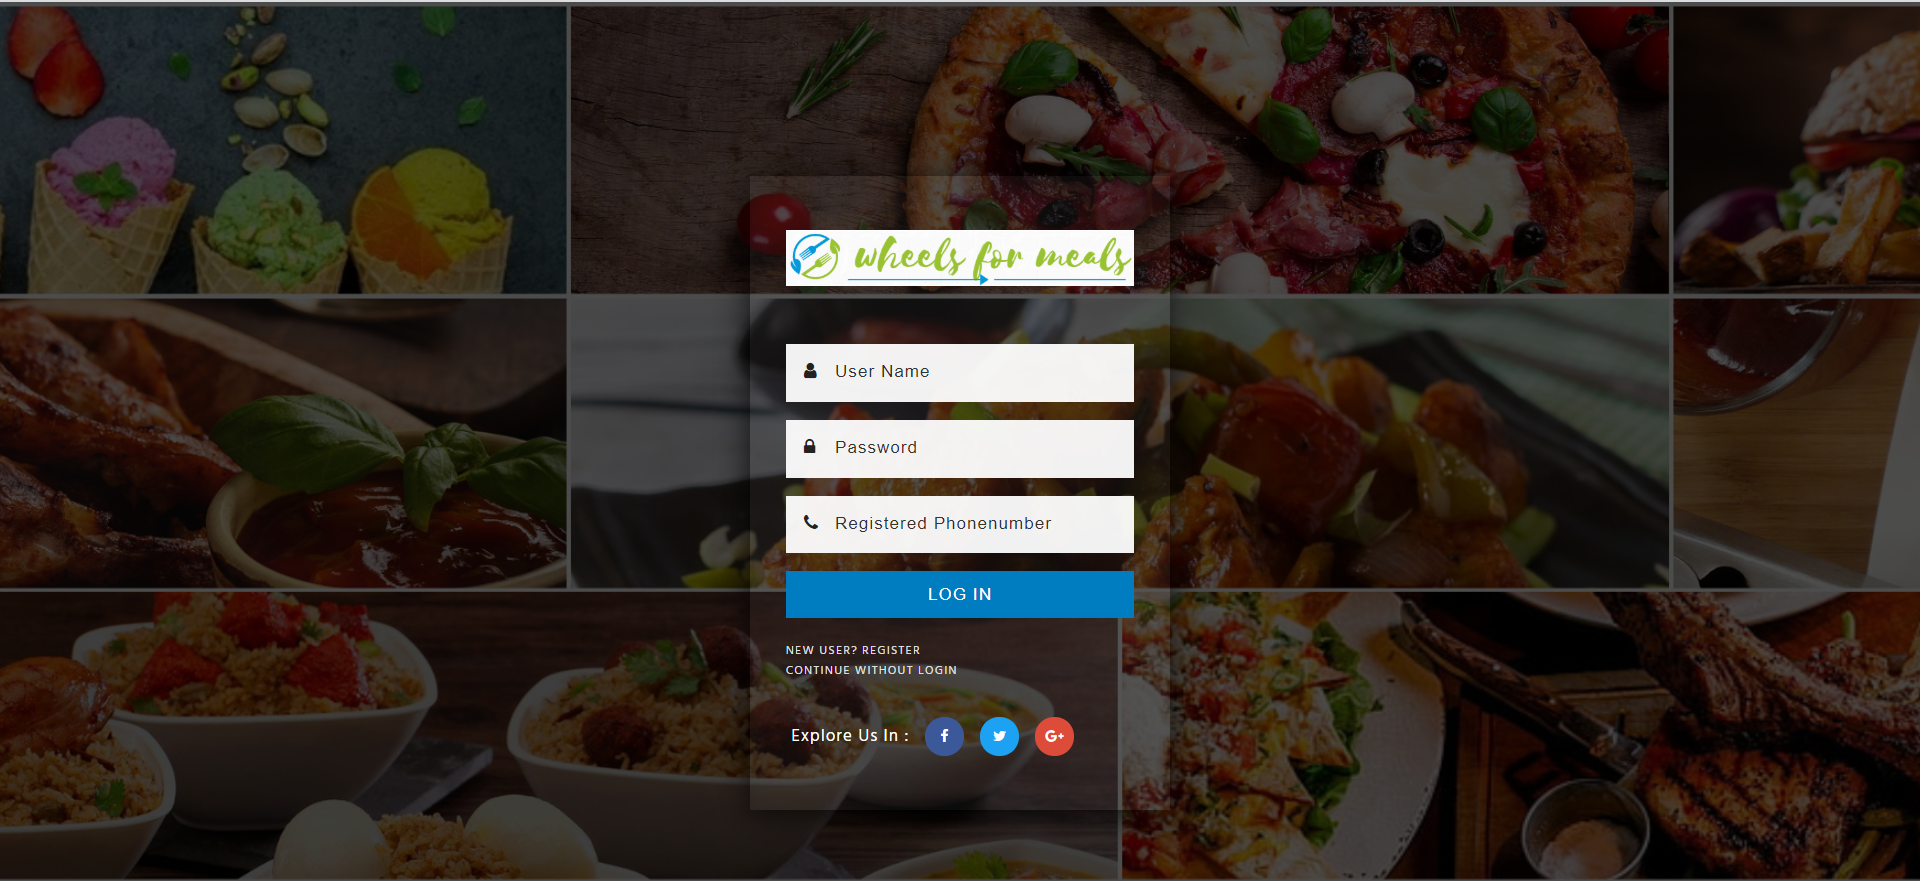 wheels for meals
User Name
Password
Registered Phonenumber
LOG IN
NEW USER? REGISTER
CONTINUE WITHOUT LOGIN
Explore Us In :